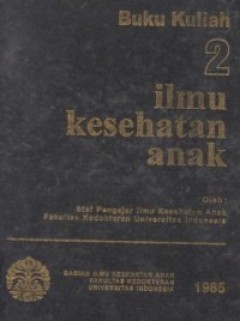 Buku Kuliah
2
ilmu
kesehatan
anak
Oleh :
Staf Pengajar Ilmu Kesehatan Anak
Fakultas Kedokteran Universitas Indonesia
BAGIAN ILMU KESEHATAN ANAK
FAKULTAS KEDOKTERAN
UNIVERSITAS INDONESIA
1985